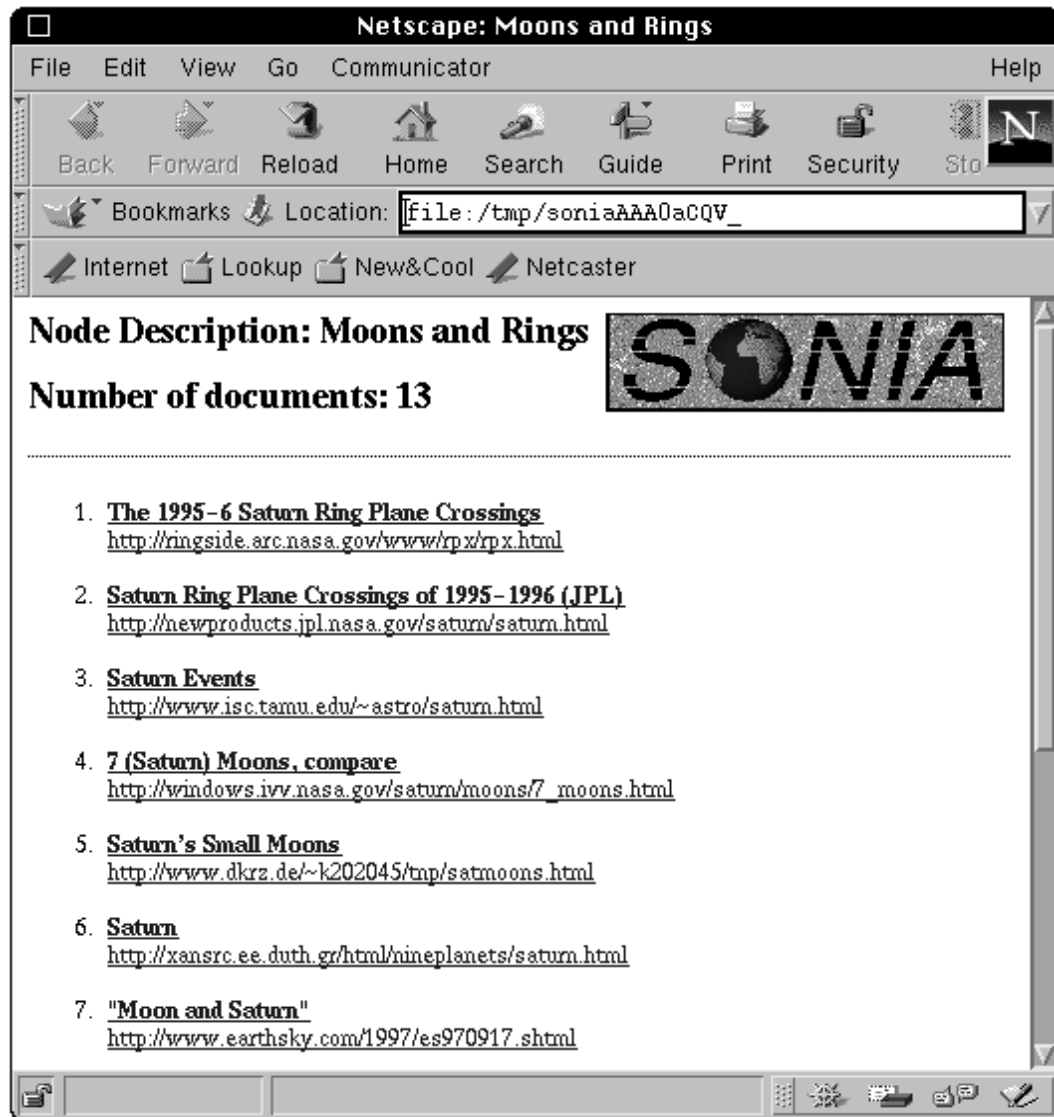 Netscape: Moons and Rings
File Edit View Go Communicator Help
Back Forward Reload Home Search Guide Print Security Sto N
Bookmarks Location: file:/tmp/soniaAAA0aCQV_
Internet Lookup New&Cool Netcaster
Node Description: Moons and Rings
SONIA
Number of documents: 13
1. The 1995-6 Saturn Ring Plane Crossings
http://ringside.arc.nasa.gov/www/rpx/rpx.html
2. Saturn Ring Plane Crossings of 1995-1996 (JPL)
http://newproducts.jpl.nasa.gov/saturn/saturn.html
3. Saturn Events
http://www.isc.tamu.edu/~astro/saturn.html
4. 7 (Saturn) Moons, compare
http://windows.ivv.nasa.gov/saturn/moons/7_moons.html
5. Saturn's Small Moons
http://www.dkrz.de/~k202045/tnp/satmoons.html
6. Saturn
http://xansrc.ee.duth.gr/html/nineplanets/saturn.html
7. "Moon and Saturn"
http://www.earthsky.com/1997/es970917.shtml